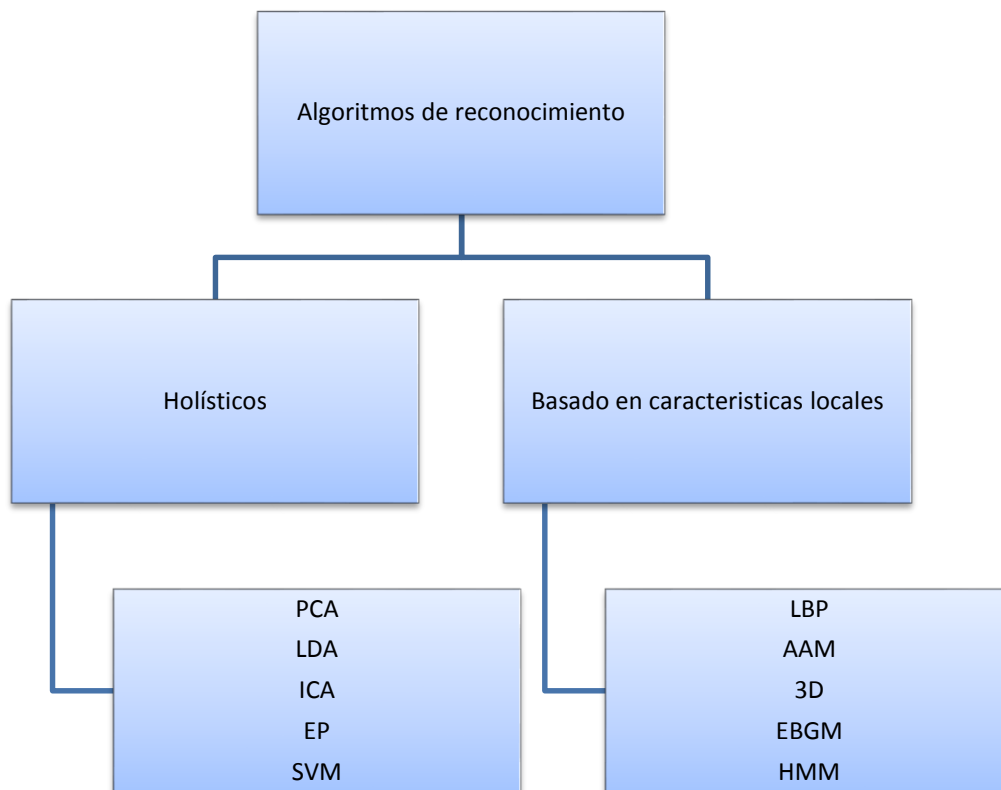 Algoritmos de reconocimiento
Holísticos
Basado en caracteristicas locales
PCA
LDA
ICA
EP
SVM
LBP
AAM
3D
EBGM
HMM